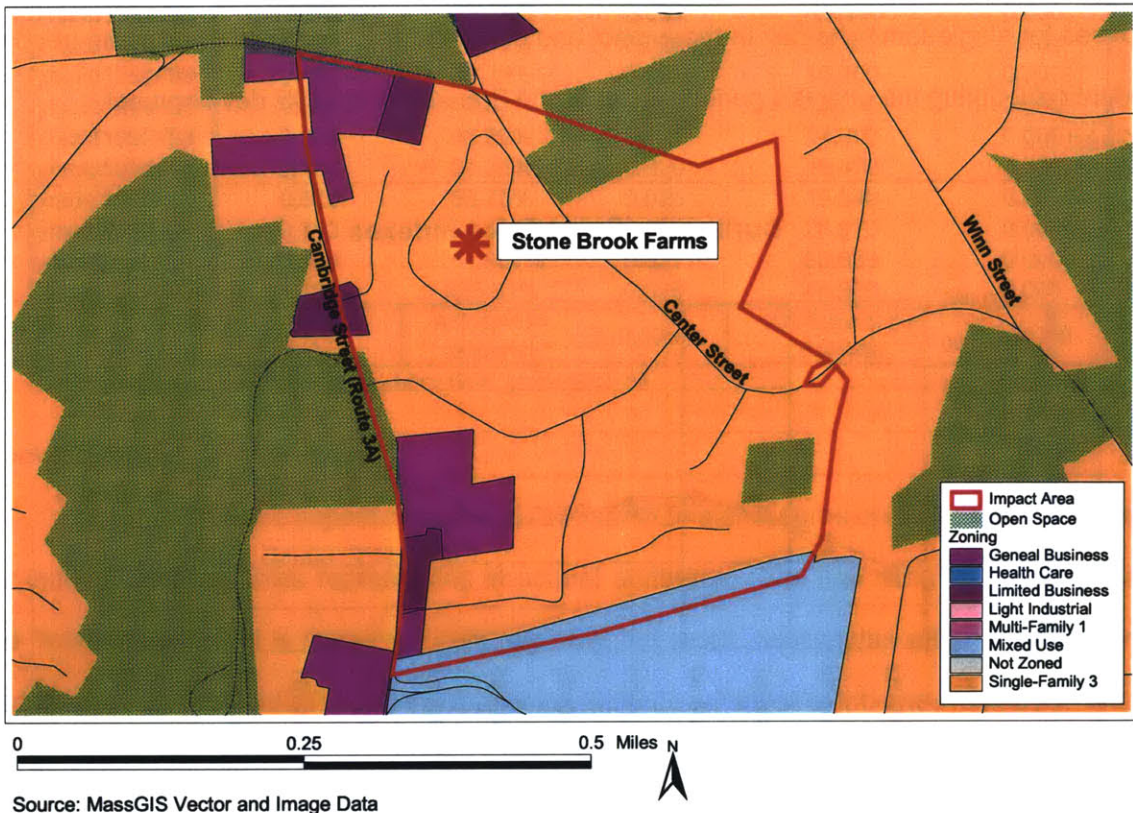 Stone Brook Farms
Winn Street
Cambridge Street (Route 3A)
Center Street
Impact Area
Open Space
Zoning
Geneal Business
Health Care
Limited Business
Light Industrial
Multi-Family 1
Mixed Use
Not Zoned
Single-Family 3
0 0.25 0.5 Miles N
Source: MassGIS Vector and Image Data